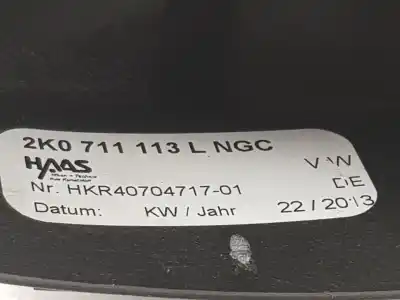 2K0 711 113 L NGC
HAAS VW
Nr. HKR40704717-01 DE
Datum: KW / Jahr 22 / 2013